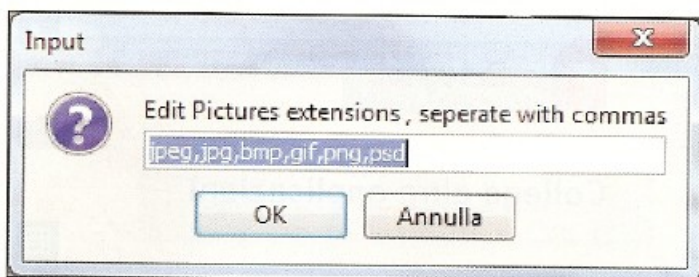 Input
Edit Pictures extensions , seperate with commas
jpeg,jpg,bmp,gif,png,psd
OK
Annulla